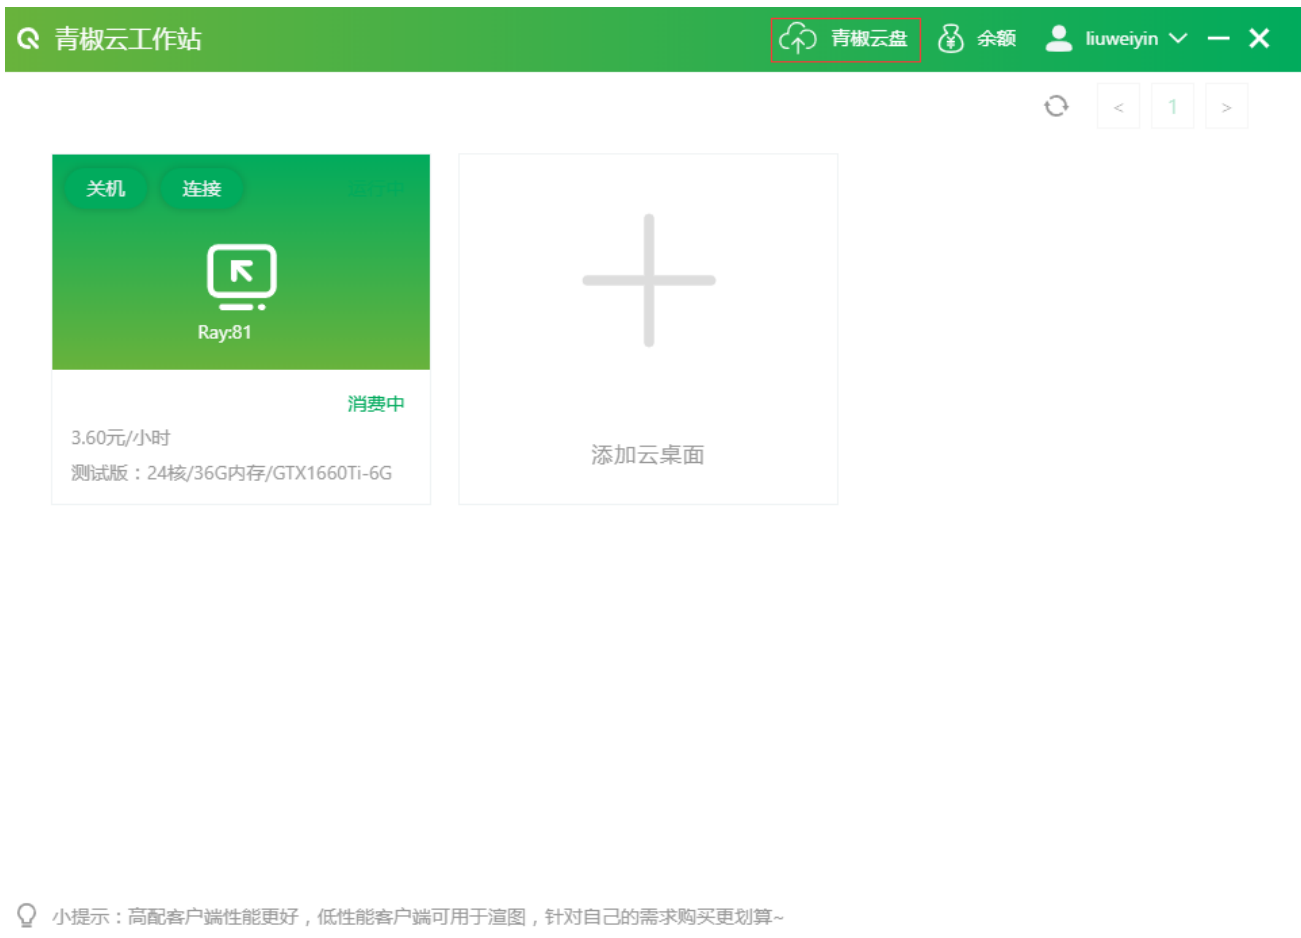 青椒云工作站 青椒云盘 余额 liuweiyin
< 1 >
关机 连接 运行中
Ray:81
消费中
3.60元/小时
测试版：24核/36G内存/GTX1660Ti-6G
添加云桌面
小提示：高配客户端性能更好，低性能客户端可用于渲图，针对自己的需求购买更划算~